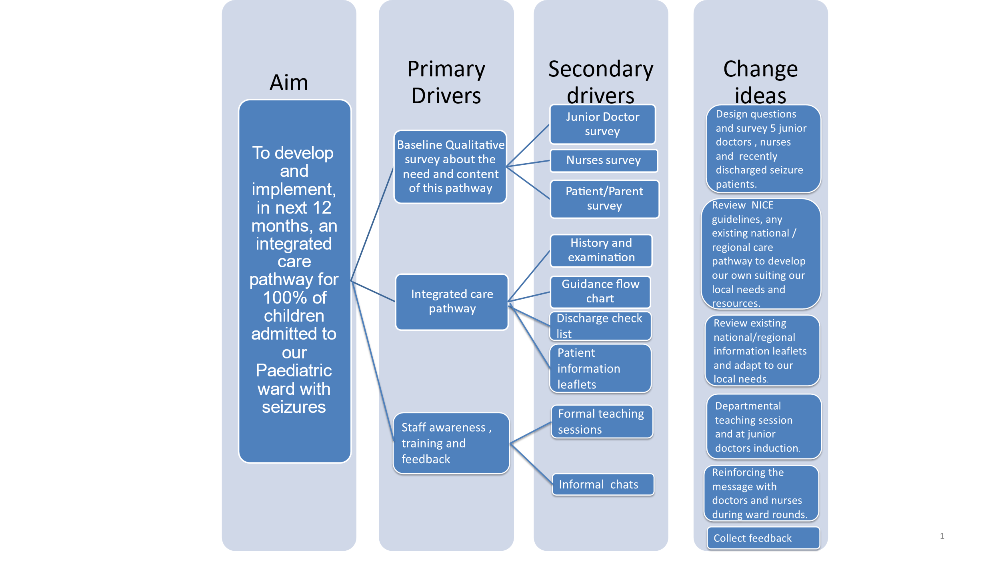 Aim
To develop
and
implement,
in next 12
months, an
integrated
care
pathway for
100% of
children
admitted to
our
Paediatric
ward with
seizures
Primary
Drivers
Baseline Qualitative
survey about the
need and content
of this pathway
Integrated care
pathway
Staff awareness ,
training and
feedback
Secondary
drivers
Junior Doctor
survey
Nurses survey
Patient/Parent
survey
History and
examination
Guidance flow
chart
Discharge check
list
Patient
information
leaflets
Formal teaching
sessions
Informal  chats
Change
ideas
Design questions
and survey 5 junior
doctors , nurses
and  recently
discharged seizure
patients.
Review  NICE
guidelines, any
existing national /
regional care
pathway to develop
our own suiting our
local needs and
resources.
Review existing
national/regional
information leaflets
and adapt to our
local needs.
Departmental
teaching session
and at junior
doctors induction.
Reinforcing the
message with
doctors and nurses
during ward rounds.
Collect feedback
1